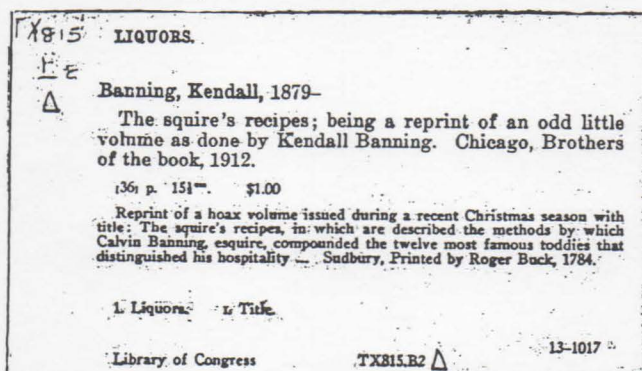 TX815 LIQUORS.
Δ
Banning, Kendall, 1879–
The squire's recipes; being a reprint of an odd little
volume as done by Kendall Banning. Chicago, Brothers
of the book, 1912.
[36] p. 15½ᶜᵐ. $1.00
Reprint of a hoax volume issued during a recent Christmas season with
title: The squire's recipes, in which are described the methods by which
Calvin Banning, esquire, compounded the twelve most famous toddies that
distinguished his hospitality — Sudbury, Printed by Roger Buck, 1784.
1. Liquors. I. Title.
13-1017
Library of Congress TX815.B2 Δ